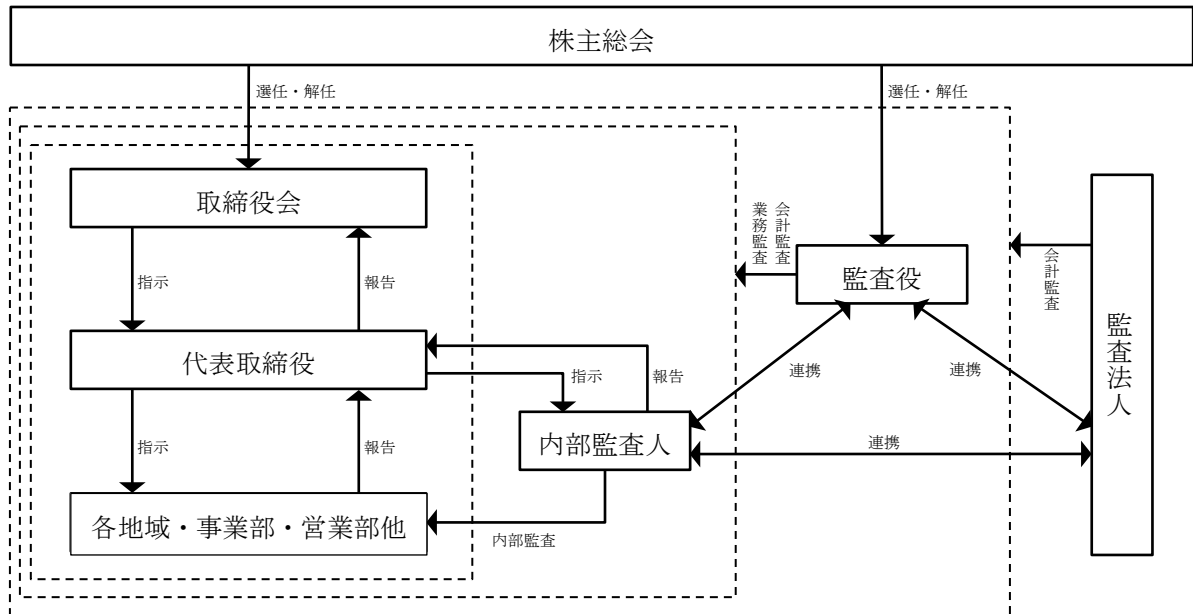 株主総会
選任・解任
選任・解任
取締役会
業務監査
会計監査
監査役
会計監査
指示
報告
監査法人
代表取締役
指示
報告
連携
連携
指示
報告
内部監査人
連携
各地域・事業部・営業部他
内部監査